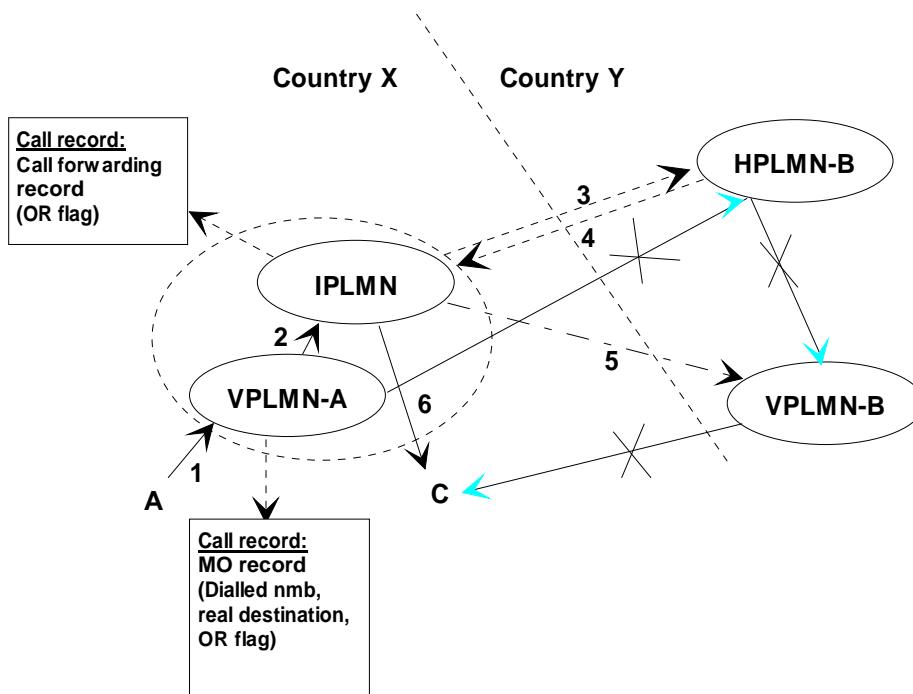 Country X
Country Y
Call record:
Call forwarding
record
(OR flag)
HPLMN-B
3
4
IPLMN
2
5
VPLMN-A
6
VPLMN-B
1
A
C
Call record:
MO record
(Dialled nmb,
real destination,
OR flag)